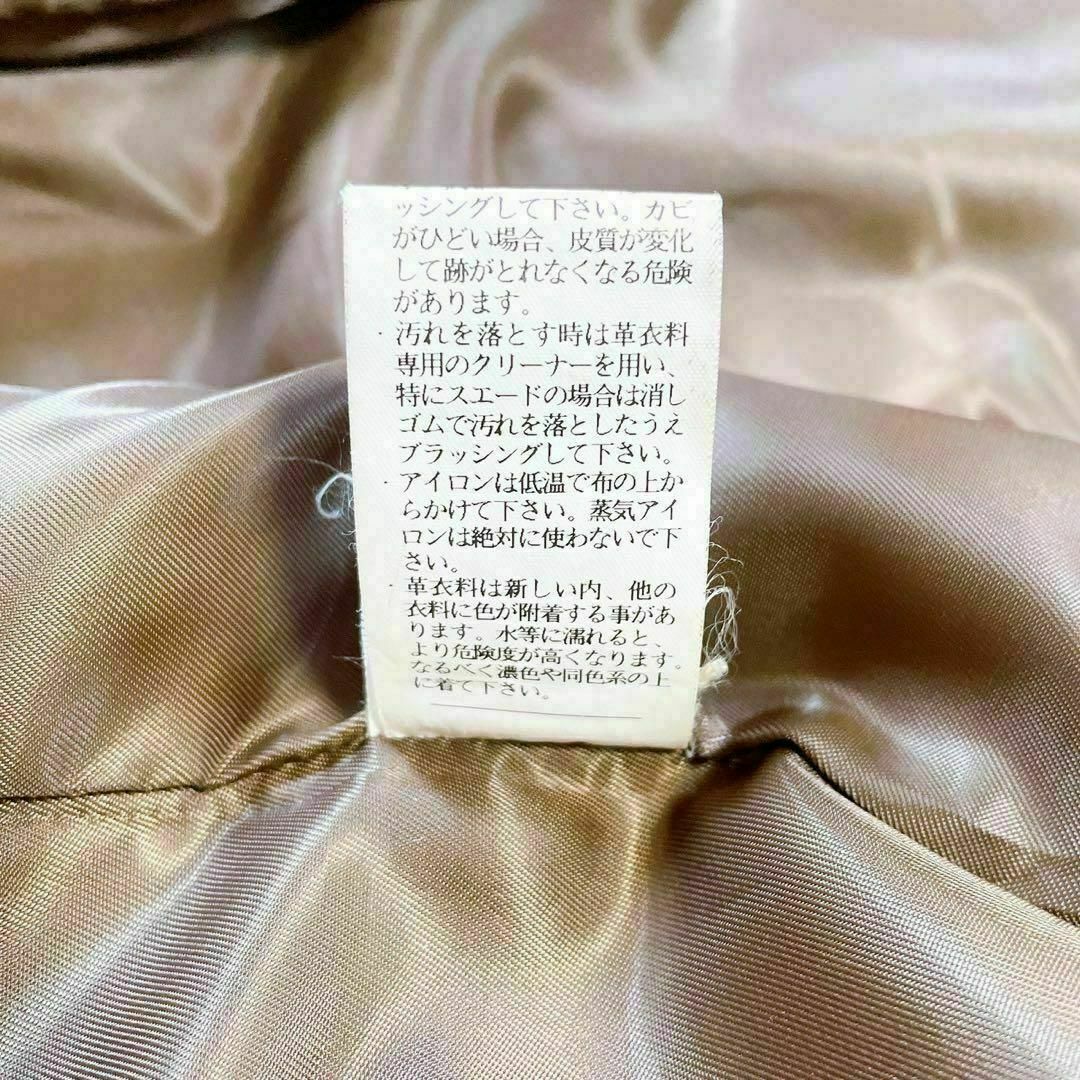 ッシングして下さい。カビ
がひどい場合、皮質が変化
して跡がとれなくなる危険
があります。
・汚れを落とす時は革衣料
専用のクリーナーを用い、
特にスエードの場合は消し
ゴムで汚れを落としたうえ
ブラッシングして下さい。
・アイロンは低温で布の上か
らかけて下さい。蒸気アイ
ロンは絶対に使わないで下
さい。
・革衣料は新しい内、他の
衣料に色が附着する事があ
ります。水等に濡れると、
より危険度が高くなります。
なるべく濃色や同色系の上
に着て下さい。